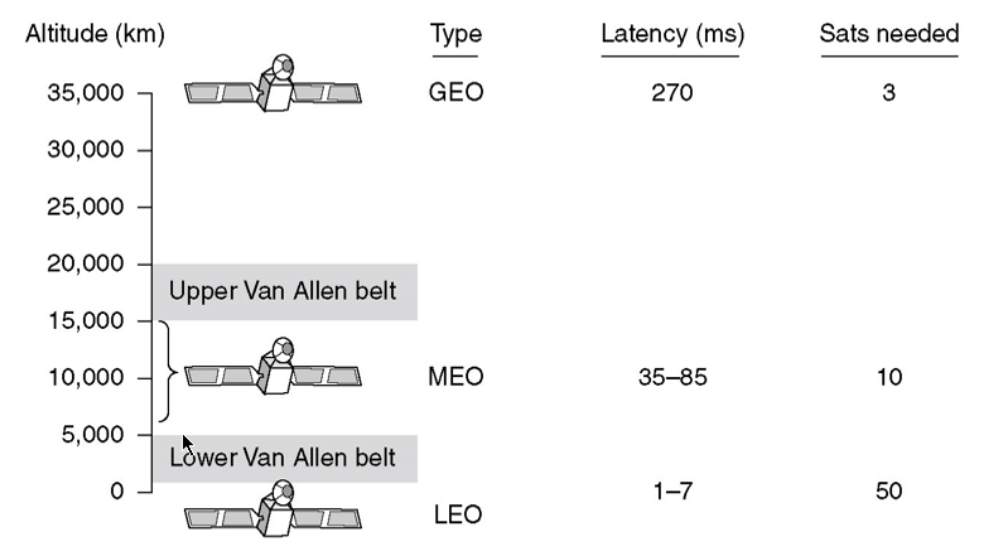 Altitude (km) Type Latency (ms) Sats needed
35,000 GEO 270 3
30,000
25,000
20,000
Upper Van Allen belt
15,000
10,000 MEO 35–85 10
5,000
Lower Van Allen belt
0 1–7 50
LEO